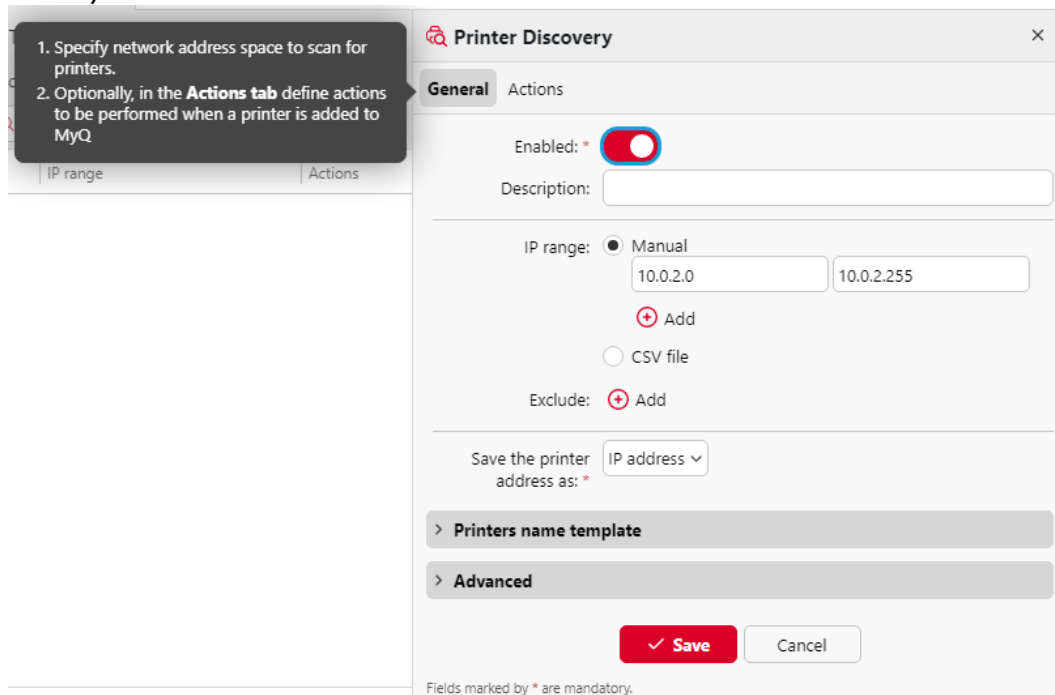 1. Specify network address space to scan for
printers.
2. Optionally, in the Actions tab define actions
to be performed when a printer is added to
MyQ
IP range
Actions
Printer Discovery
General Actions
Enabled: *
Description:
IP range: Manual
10.0.2.0 10.0.2.255
Add
CSV file
Exclude: Add
Save the printer
address as: *
IP address
Printers name template
Advanced
Save Cancel
Fields marked by * are mandatory.